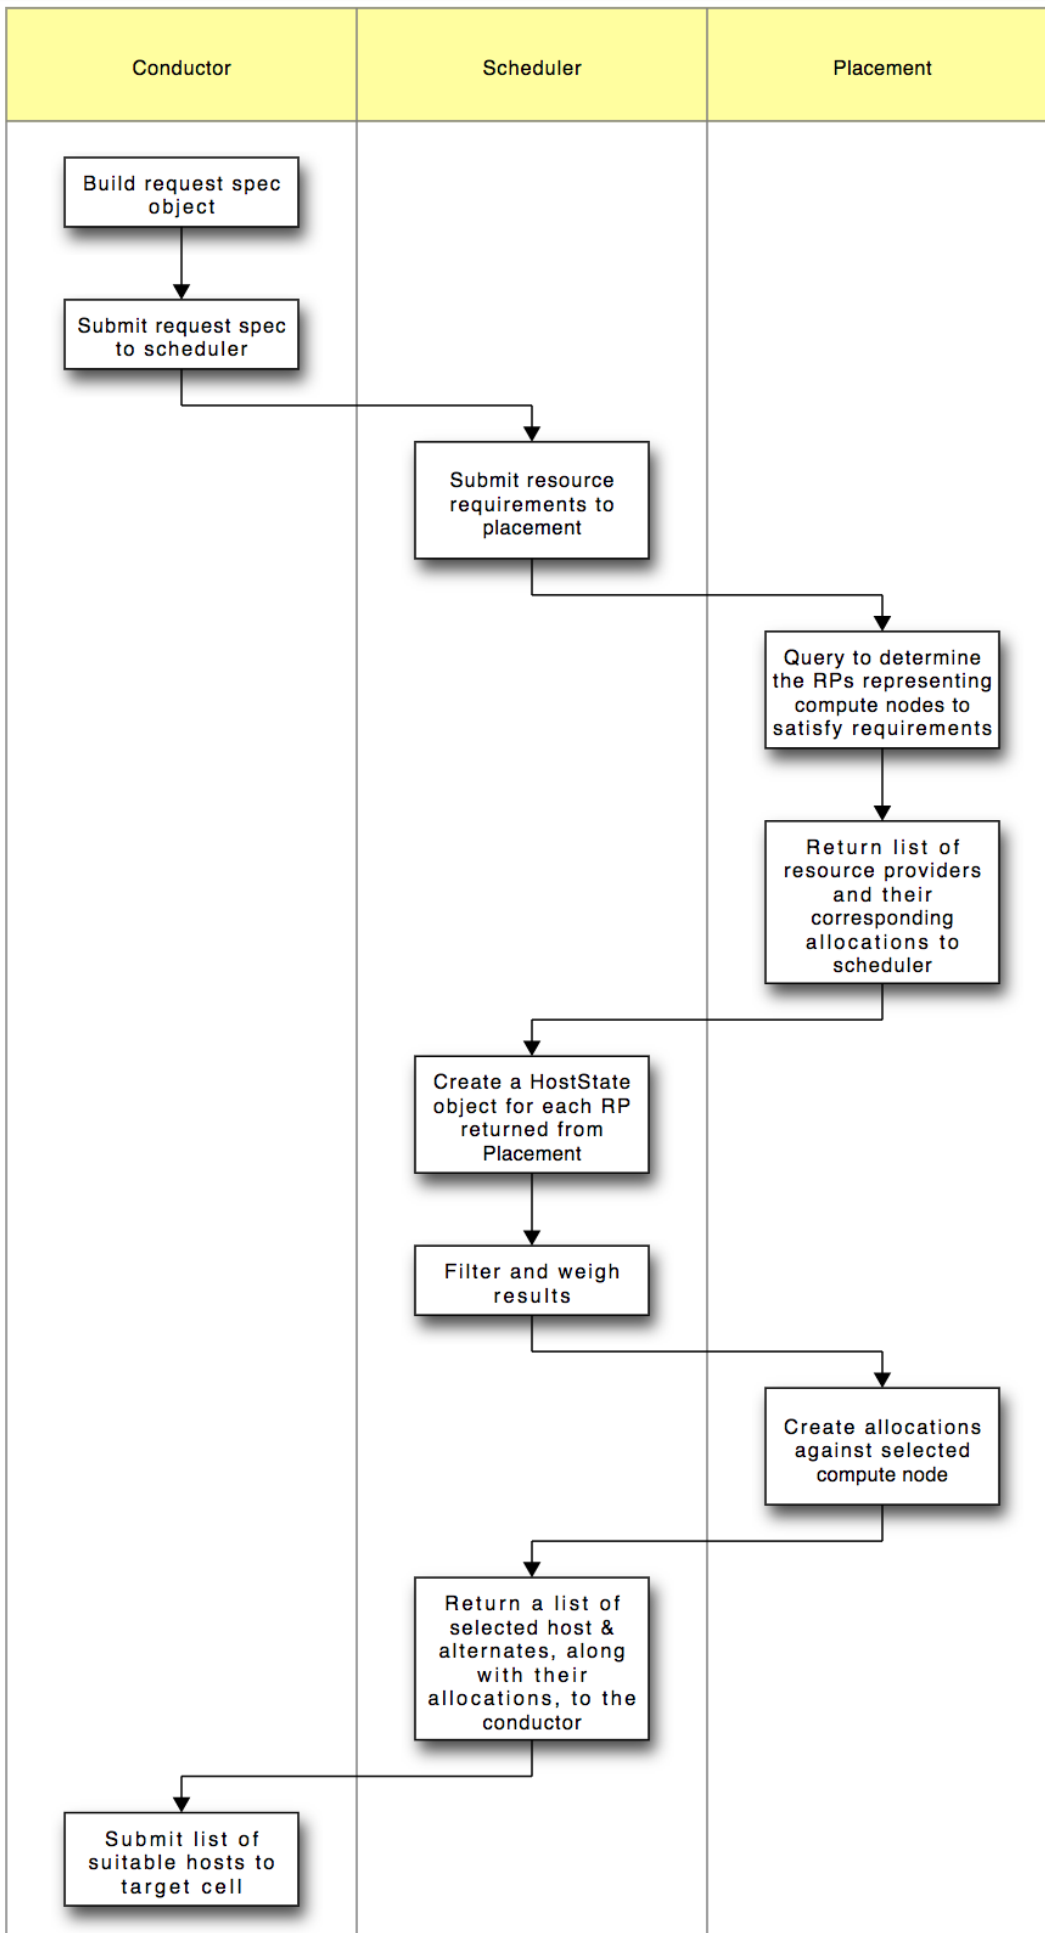 Conductor
Scheduler
Placement
Build request spec
object
Submit request spec
to scheduler
Submit resource
requirements to
placement
Query to determine
the RPs representing
compute nodes to
satisfy requirements
Return list of
resource providers
and their
corresponding
allocations to
scheduler
Create a HostState
object for each RP
returned from
Placement
Filter and weigh
results
Create allocations
against selected
compute node
Return a list of
selected host &
alternates, along
with their
allocations, to the
conductor
Submit list of
suitable hosts to
target cell